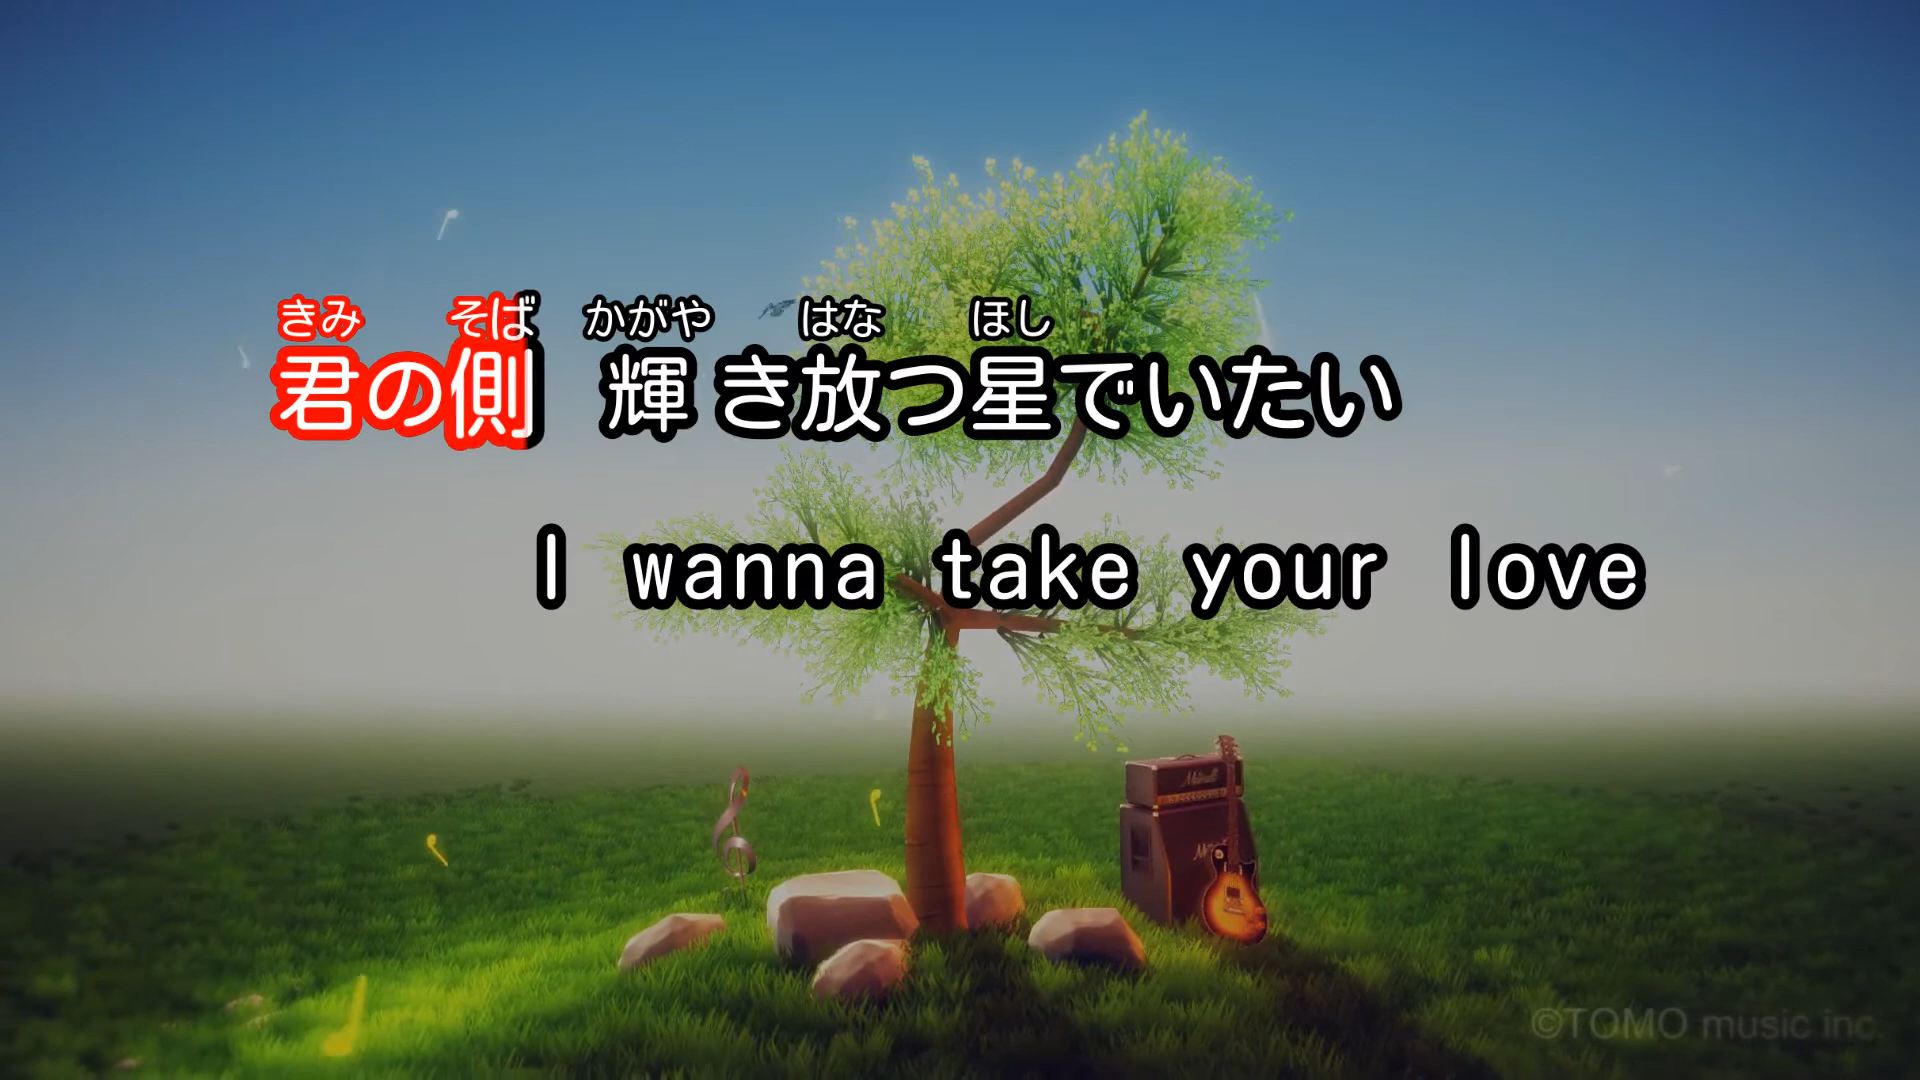 きみ そば かがや はな ほし
君の側 輝き放つ星でいたい
I wanna take your love
Marshall
©TOMO music inc